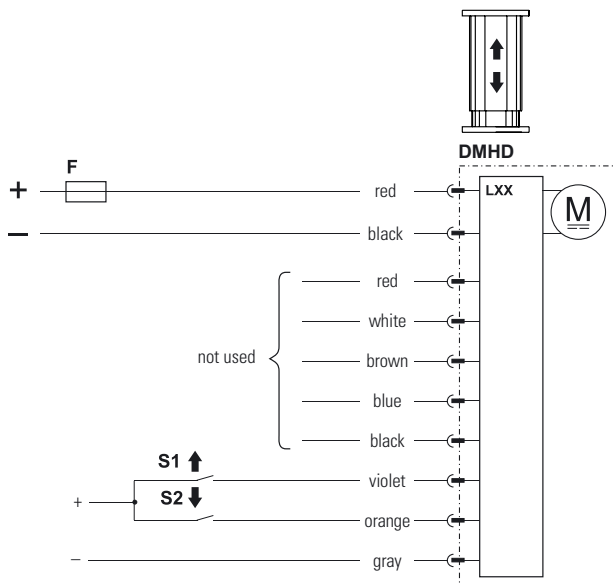 DMHD
F
+ red LXX
M
− black
red
white
not used brown
blue
black
S1 violet
+ S2
orange
− gray